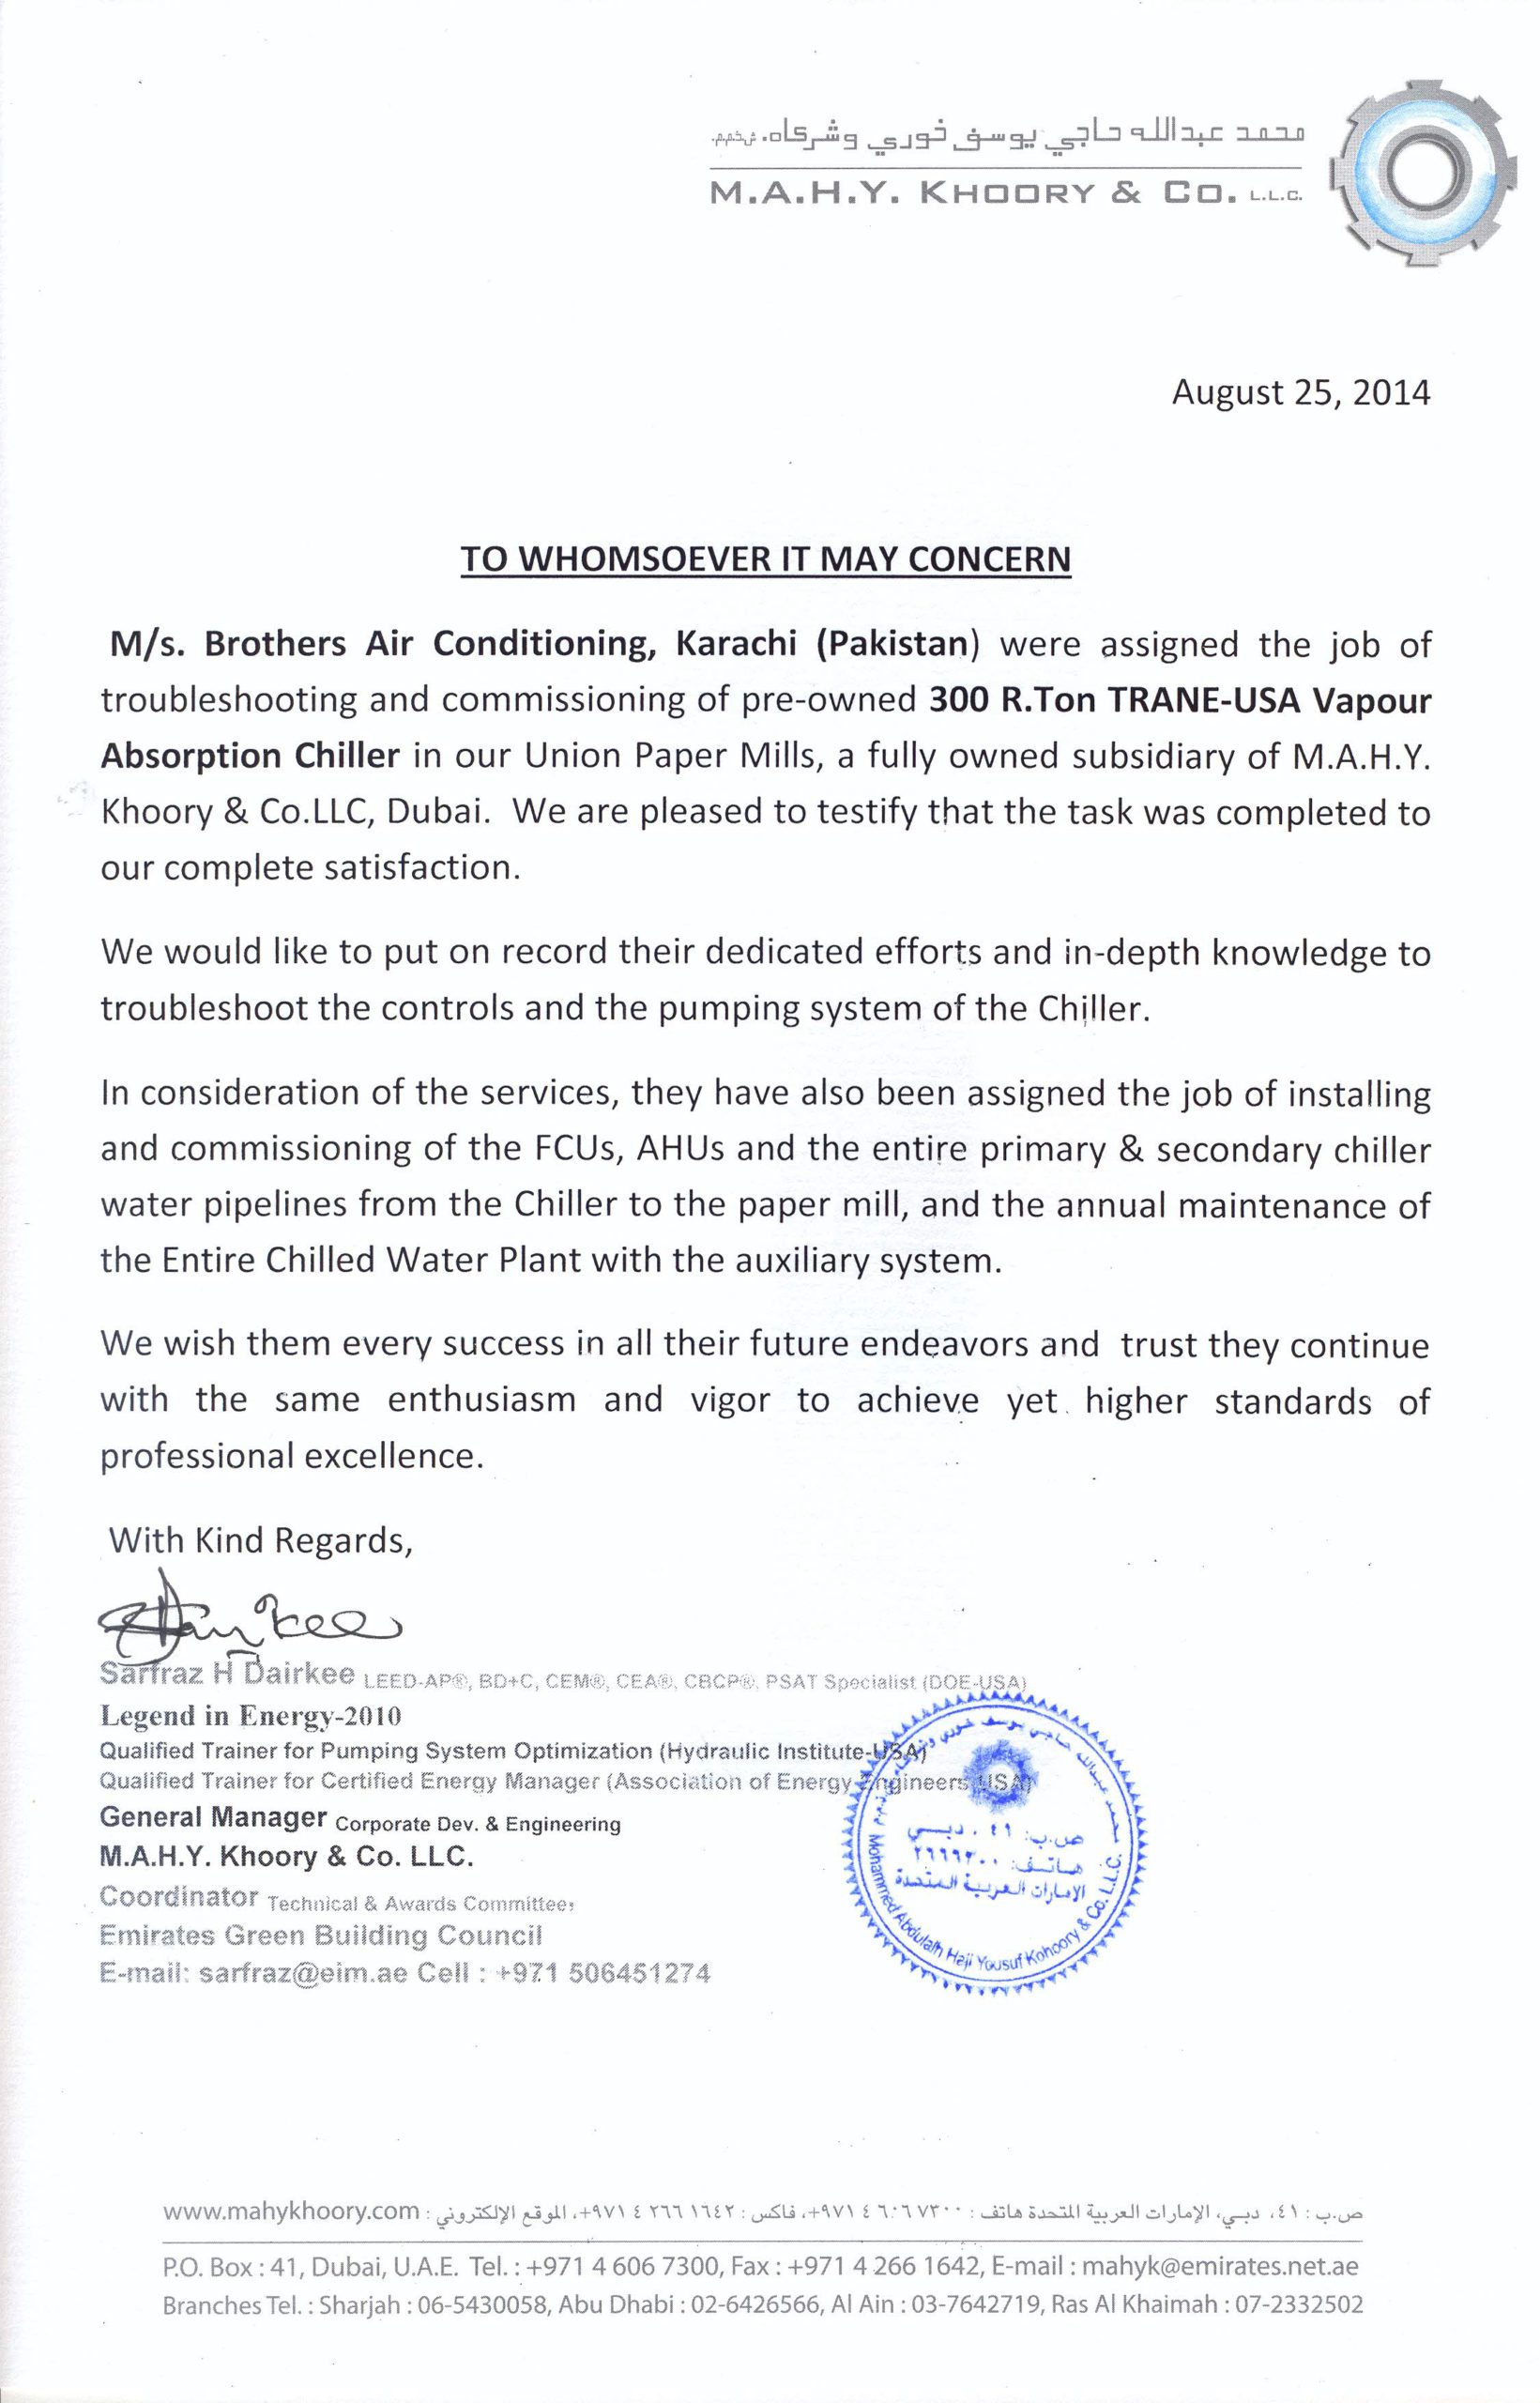 محمد عبدالله حاجي يوسف خوري وشركاه. ش.ذ.م.م.
M.A.H.Y. KHOORY & CO. L.L.C.
August 25, 2014
TO WHOMSOEVER IT MAY CONCERN
M/s. Brothers Air Conditioning, Karachi (Pakistan) were assigned the job of
troubleshooting and commissioning of pre-owned 300 R.Ton TRANE-USA Vapour
Absorption Chiller in our Union Paper Mills, a fully owned subsidiary of M.A.H.Y.
Khoory & Co.LLC, Dubai. We are pleased to testify that the task was completed to
our complete satisfaction.
We would like to put on record their dedicated efforts and in-depth knowledge to
troubleshoot the controls and the pumping system of the Chiller.
In consideration of the services, they have also been assigned the job of installing
and commissioning of the FCUs, AHUs and the entire primary & secondary chiller
water pipelines from the Chiller to the paper mill, and the annual maintenance of
the Entire Chilled Water Plant with the auxiliary system.
We wish them every success in all their future endeavors and trust they continue
with the same enthusiasm and vigor to achieve yet higher standards of
professional excellence.
With Kind Regards,
Sarfraz H Dairkee LEED-AP®, BD+C, CEM®, CEA®, CBCP®, PSAT Specialist (DOE-USA)
Legend in Energy-2010
Qualified Trainer for Pumping System Optimization (Hydraulic Institute-USA)
Qualified Trainer for Certified Energy Manager (Association of Energy Engineers USA)
General Manager Corporate Dev. & Engineering
M.A.H.Y. Khoory & Co. LLC.
Coordinator Technical & Awards Committee,
Emirates Green Building Council
E-mail: sarfraz@eim.ae Cell : +971 506451274
محمد عبدالله حاجي يوسف خوري
ص.ب: ٤١ . دبي
هاتف: ٢٦٩٩٣٠٠
الامارات العربية المتحدة
Mohammed Abdulalh Haji Yousuf Kohoory & Co. L.L.C.
ص.ب : ٤١، دبي، الإمارات العربية المتحدة هاتف : ٧٣٠٠ ٦٠٦ ٤ ٩٧١+، فاكس : ١٦٤٢ ٢٦٦ ٤ ٩٧١+، الموقع الإلكتروني : www.mahykhoory.com
P.O. Box : 41, Dubai, U.A.E. Tel. : +971 4 606 7300, Fax : +971 4 266 1642, E-mail : mahyk@emirates.net.ae
Branches Tel. : Sharjah : 06-5430058, Abu Dhabi : 02-6426566, Al Ain : 03-7642719, Ras Al Khaimah : 07-2332502